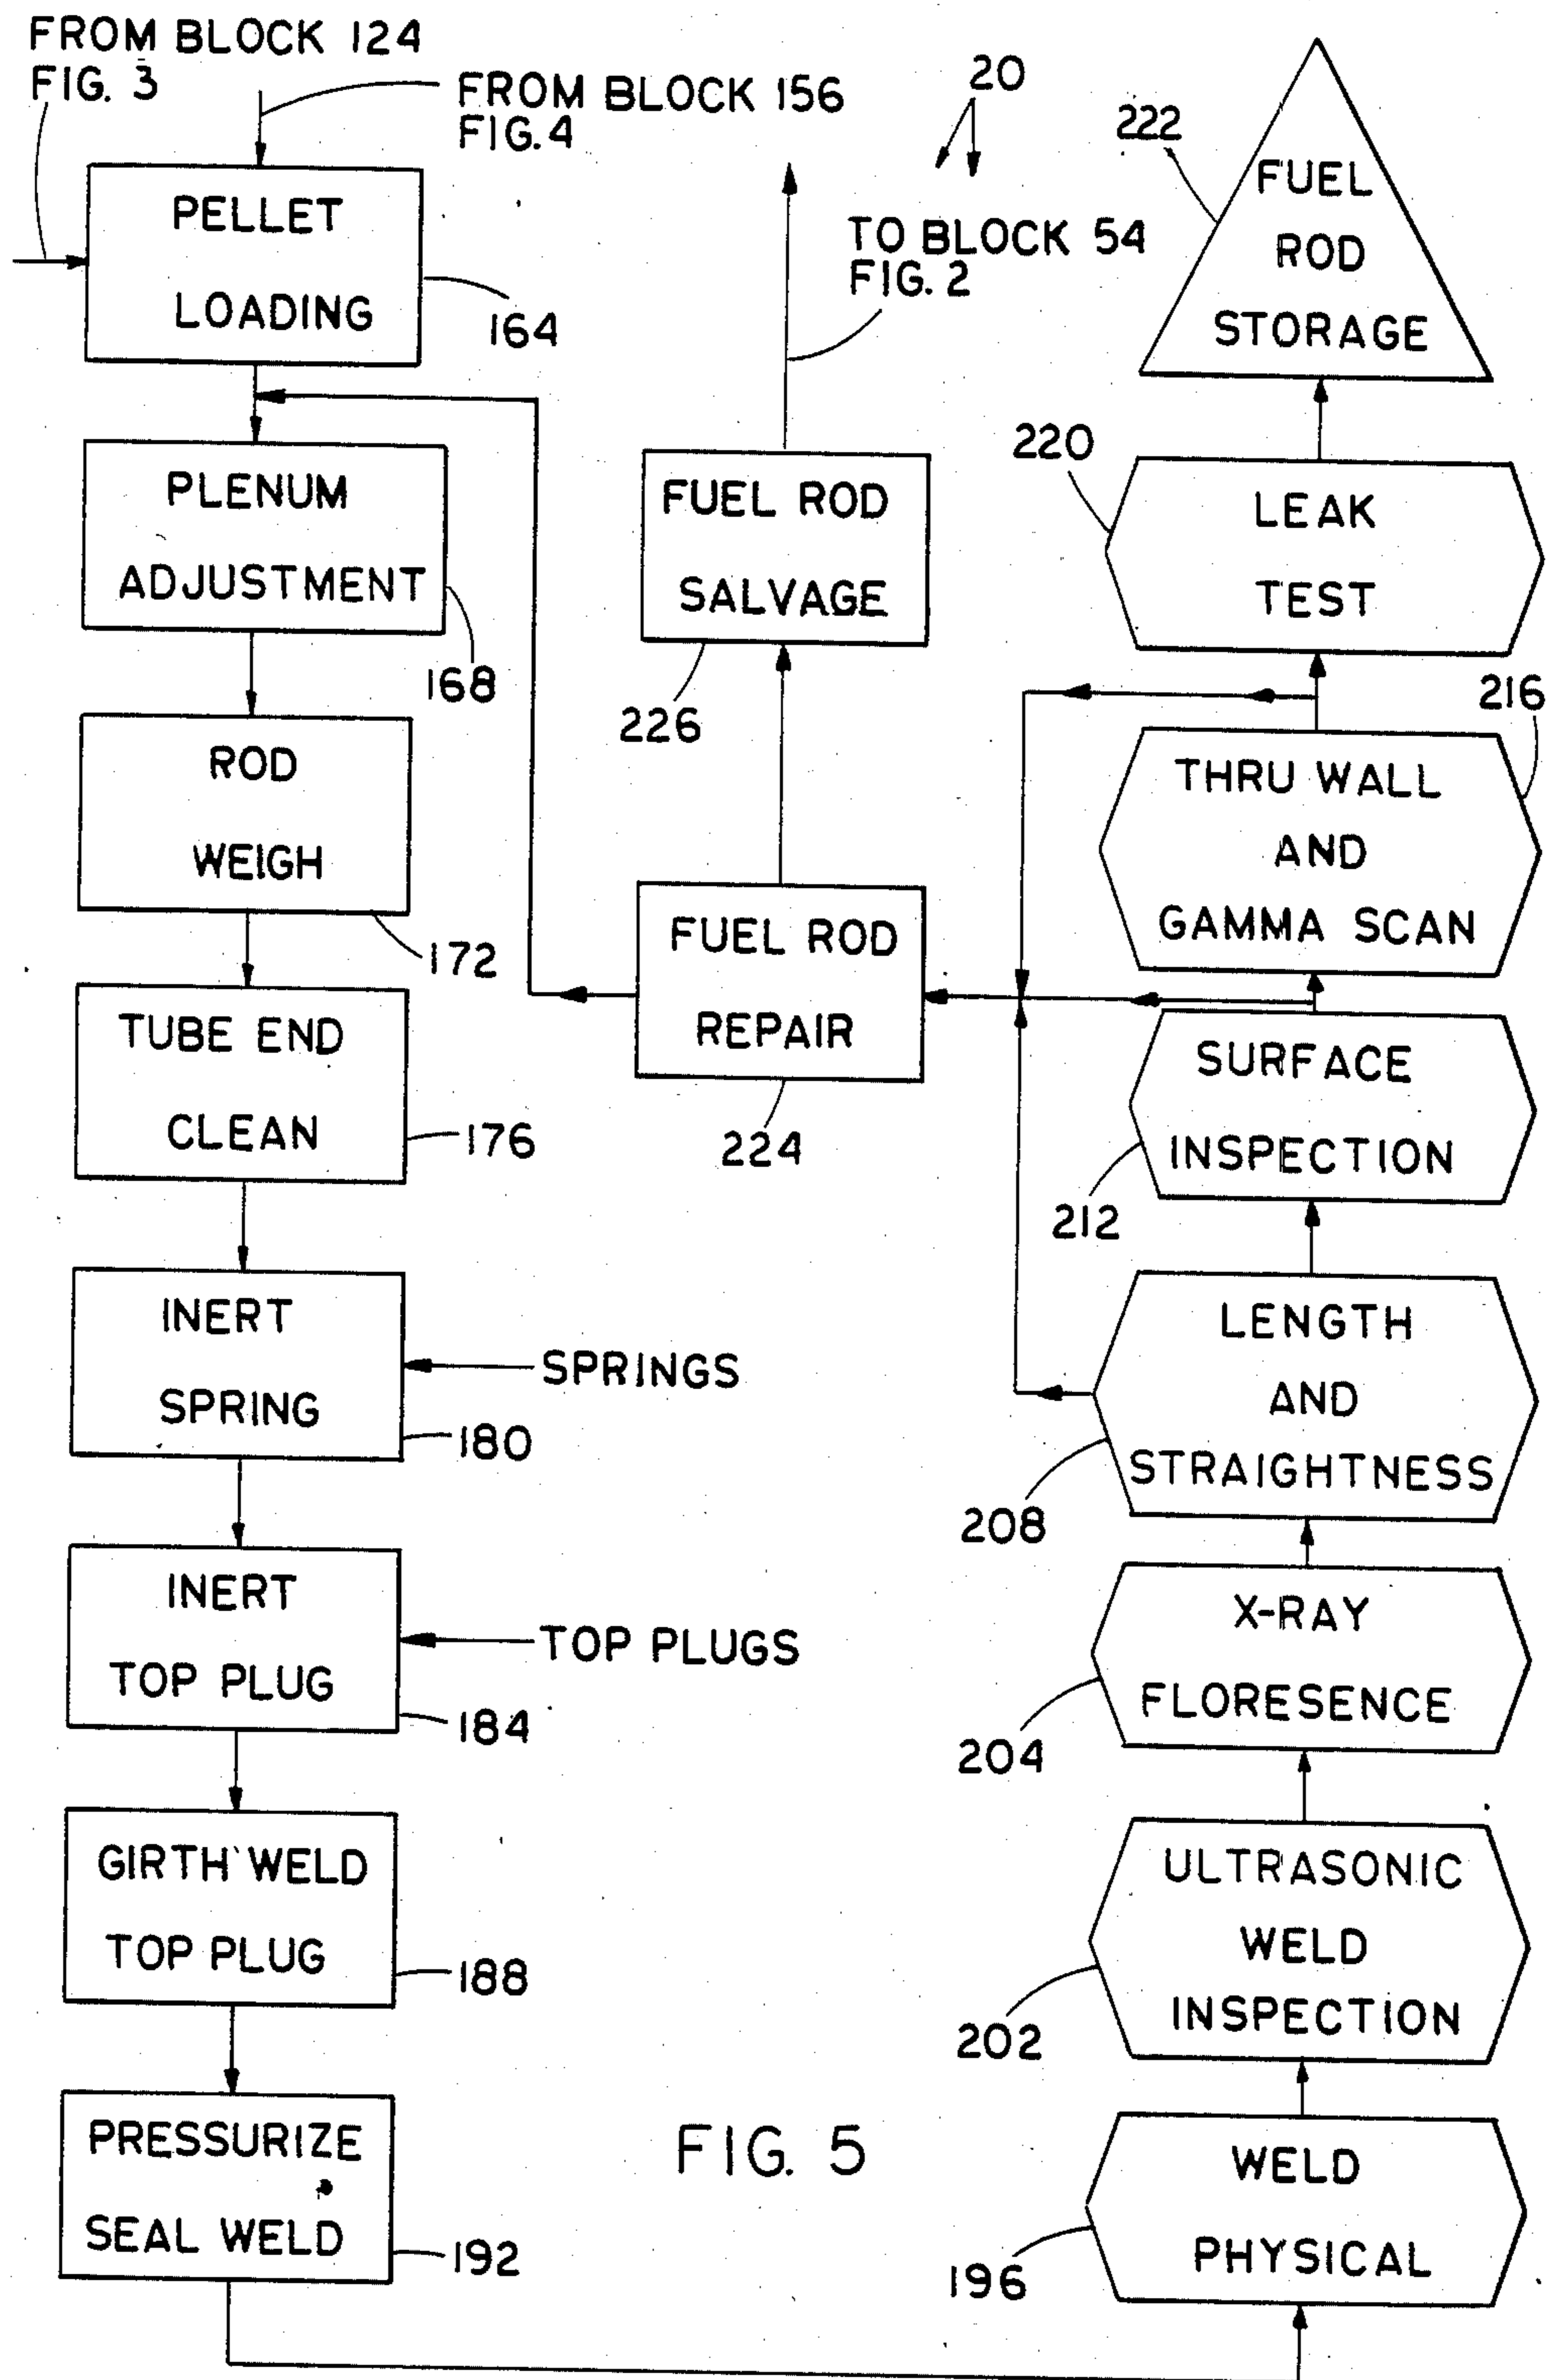 FROM BLOCK 124
FIG. 3
FROM BLOCK 156
FIG. 4
PELLET
LOADING
164
PLENUM
ADJUSTMENT
168
ROD
WEIGH
172
TUBE END
CLEAN
176
INERT
SPRING
180
SPRINGS
INERT
TOP PLUG
184
TOP PLUGS
GIRTH WELD
TOP PLUG
188
PRESSURIZE
SEAL WELD
192
20
TO BLOCK 54
FIG. 2
FUEL ROD
SALVAGE
226
FUEL ROD
REPAIR
224
FIG. 5
222
FUEL
ROD
STORAGE
220
LEAK
TEST
216
THRU WALL
AND
GAMMA SCAN
SURFACE
INSPECTION
212
LENGTH
AND
STRAIGHTNESS
208
X-RAY
FLORESENCE
204
ULTRASONIC
WELD
INSPECTION
202
WELD
PHYSICAL
196